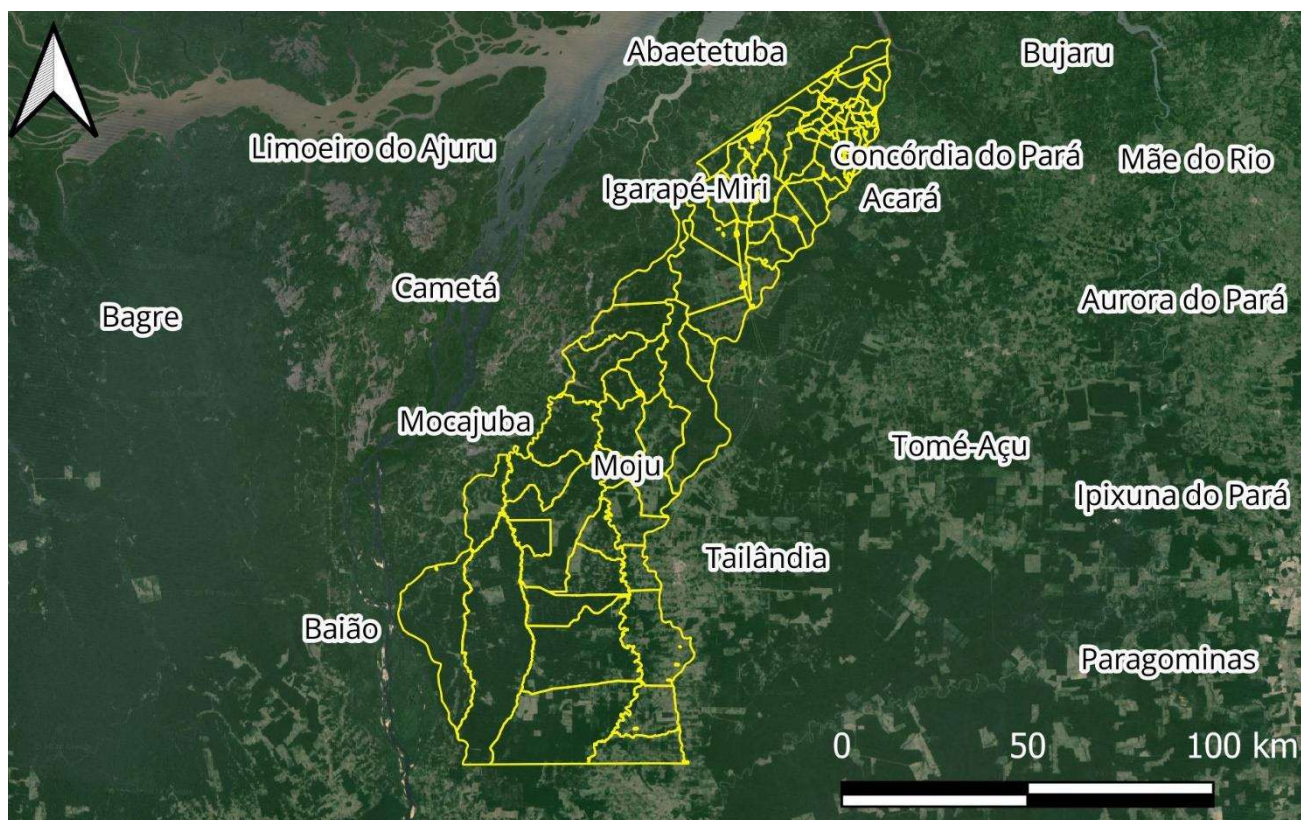 Abaetetuba
Bujaru
Limoeiro do Ajuru
Concórdia do Pará
Mãe do Rio
Igarapé-Miri
Acará
Cametá
Aurora do Pará
Bagre
Mocajuba
Tomé-Açu
Moju
Ipixuna do Pará
Tailândia
Baião
Paragominas
0 50 100 km